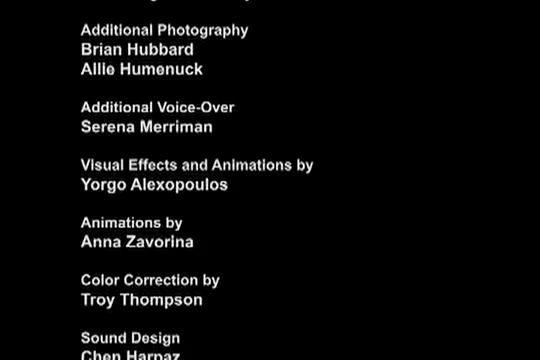 Additional Photography
Brian Hubbard
Allie Humenuck
Additional Voice-Over
Serena Merriman
Visual Effects and Animations by
Yorgo Alexopoulos
Animations by
Anna Zavorina
Color Correction by
Troy Thompson
Sound Design
Chen Harpaz